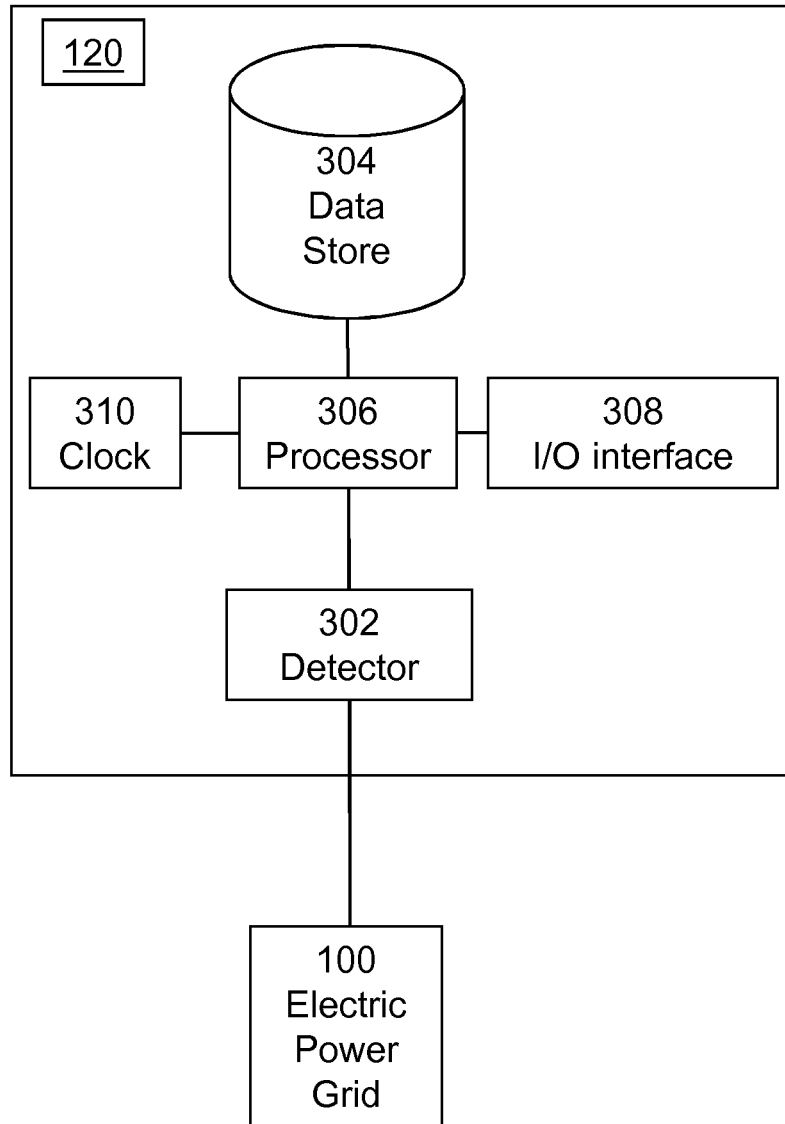 120
304
Data
Store
310
Clock
306
Processor
308
I/O interface
302
Detector
100
Electric
Power
Grid